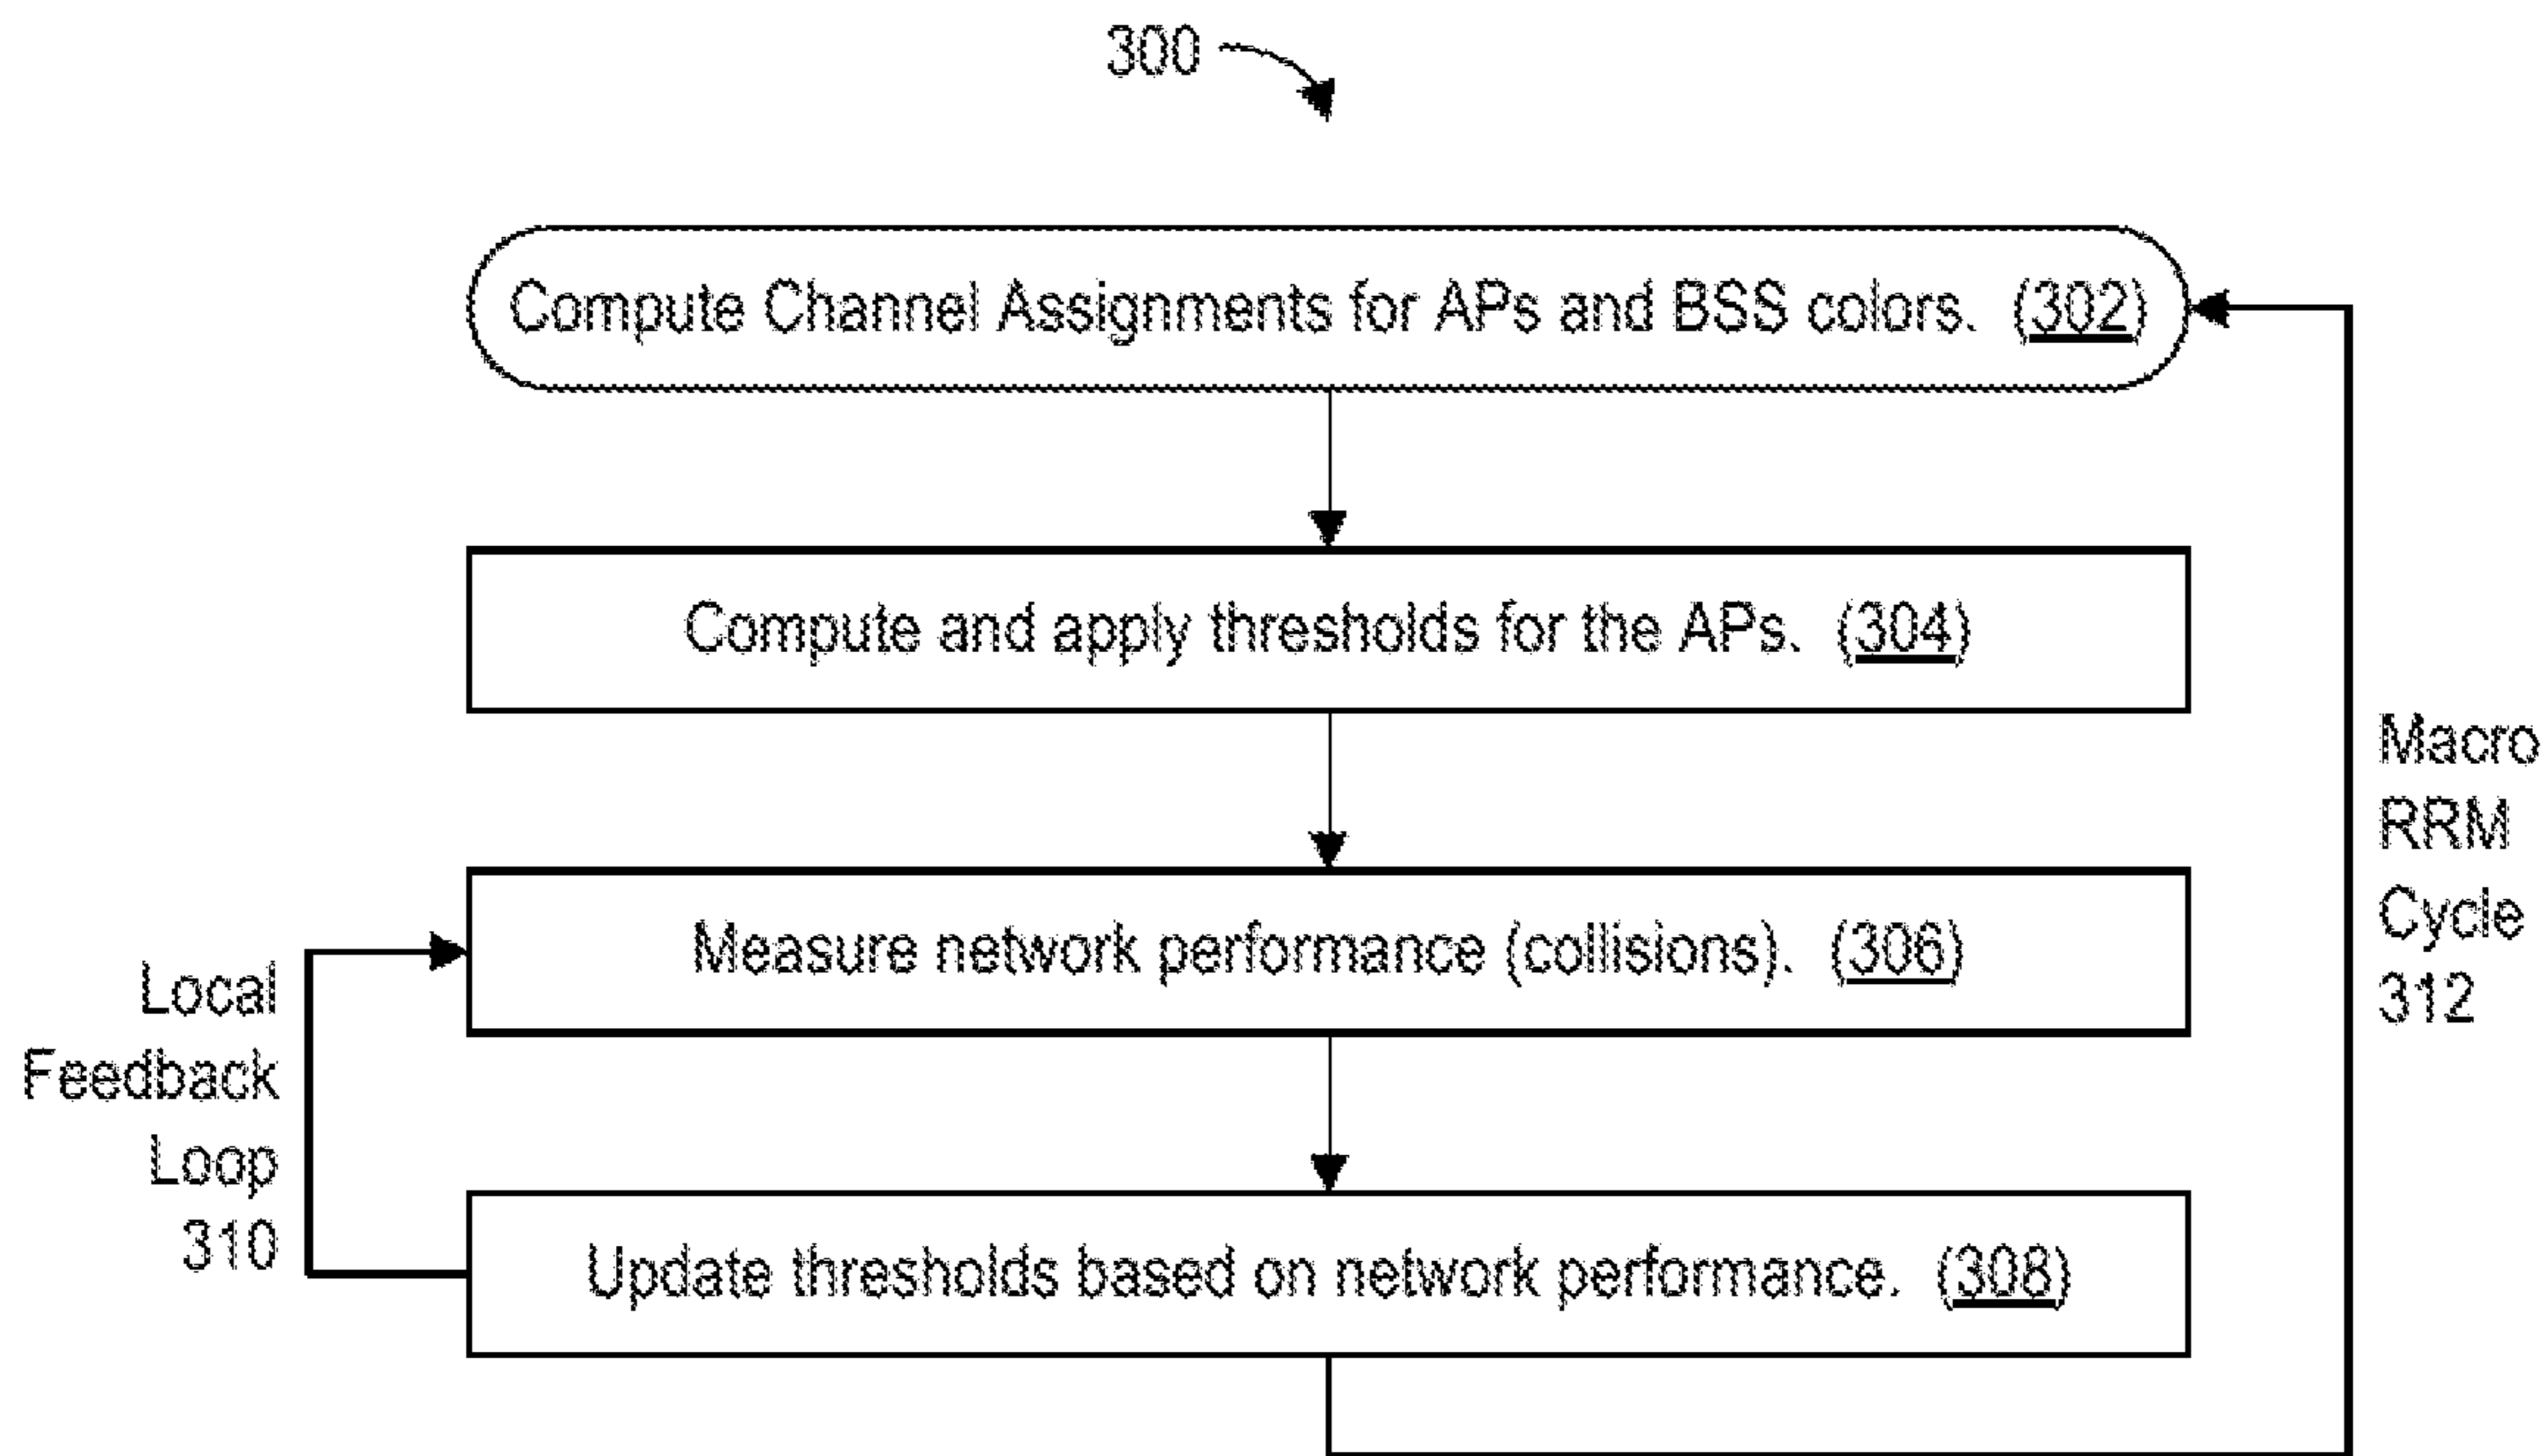 300
Compute Channel Assignments for APs and BSS colors. (302)
Compute and apply thresholds for the APs. (304)
Macro
RRM
Cycle
312
Measure network performance (collisions). (306)
Local
Feedback
Loop
310
Update thresholds based on network performance. (308)